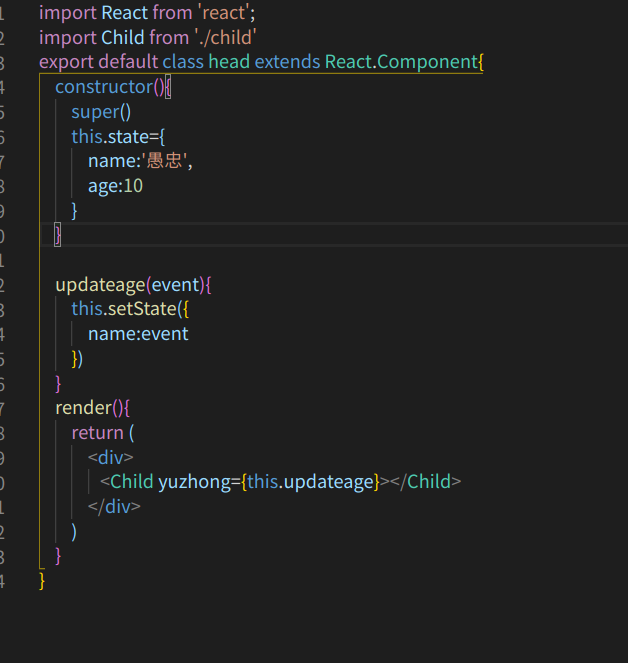 1 import React from 'react';
2 import Child from './child'
3 export default class head extends React.Component{
4 constructor(){
5 super()
6 this.state={
7 name:'愚忠',
8 age:10
9 }
0 }
1
2 updateage(event){
3 this.setState({
4 name:event
5 })
6 }
7 render(){
8 return (
9 <div>
0 <Child yuzhong={this.updateage}></Child>
1 </div>
2 )
3 }
4 }